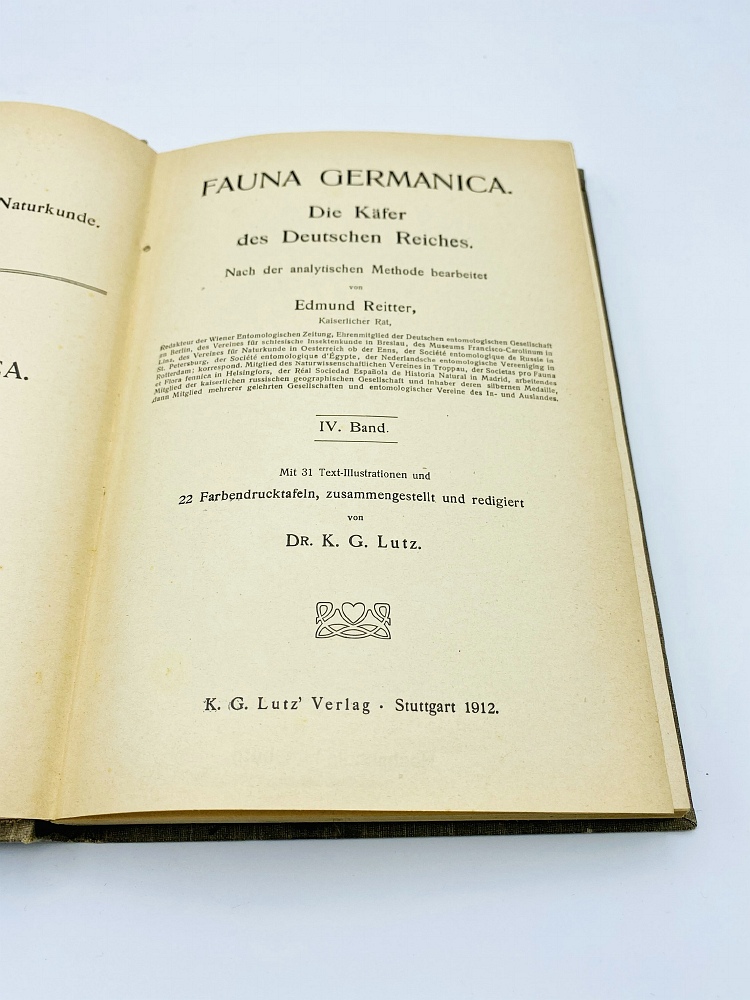 Naturkunde.
CA.
FAUNA GERMANICA.
Die Käfer
des Deutschen Reiches.
Nach der analytischen Methode bearbeitet
von
Edmund Reitter,
Kaiserlicher Rat,
Redakteur der Wiener Entomologischen Zeitung, Ehrenmitglied der Deutschen entomologischen Gesellschaft
zu Berlin, des Vereines für schlesische Insektenkunde in Breslau, des Museums Francisco-Carolinum in
Linz, des Vereines für Naturkunde in Oesterreich ob der Enns, der Société entomologique de Russie in
St. Petersburg, der Société entomologique d'Égypte, der Nederlandsche entomologische Vereeniging in
Rotterdam; korrespond. Mitglied des Naturwissenschaftlichen Vereines in Troppau, der Societas pro Fauna
et Flora fennica in Helsingfors, der Réal Sociedad Española de Historia Natural in Madrid, arbeitendes
Mitglied der kaiserlichen russischen geographischen Gesellschaft und Inhaber deren silbernen Medaille,
dann Mitglied mehrerer gelehrten Gesellschaften und entomologischer Vereine des In- und Auslandes.
IV. Band.
Mit 31 Text-Illustrationen und
22 Farbendrucktafeln, zusammengestellt und redigiert
von
DR. K. G. Lutz.
K. G. Lutz' Verlag · Stuttgart 1912.